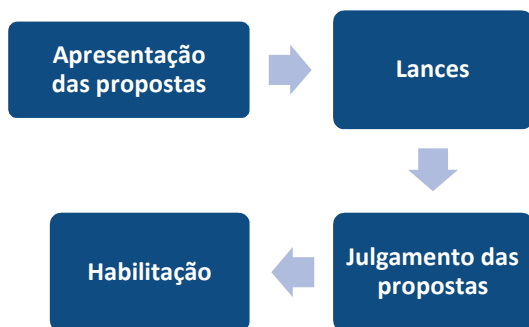 Apresentação
das propostas
Lances
Julgamento das
propostas
Habilitação